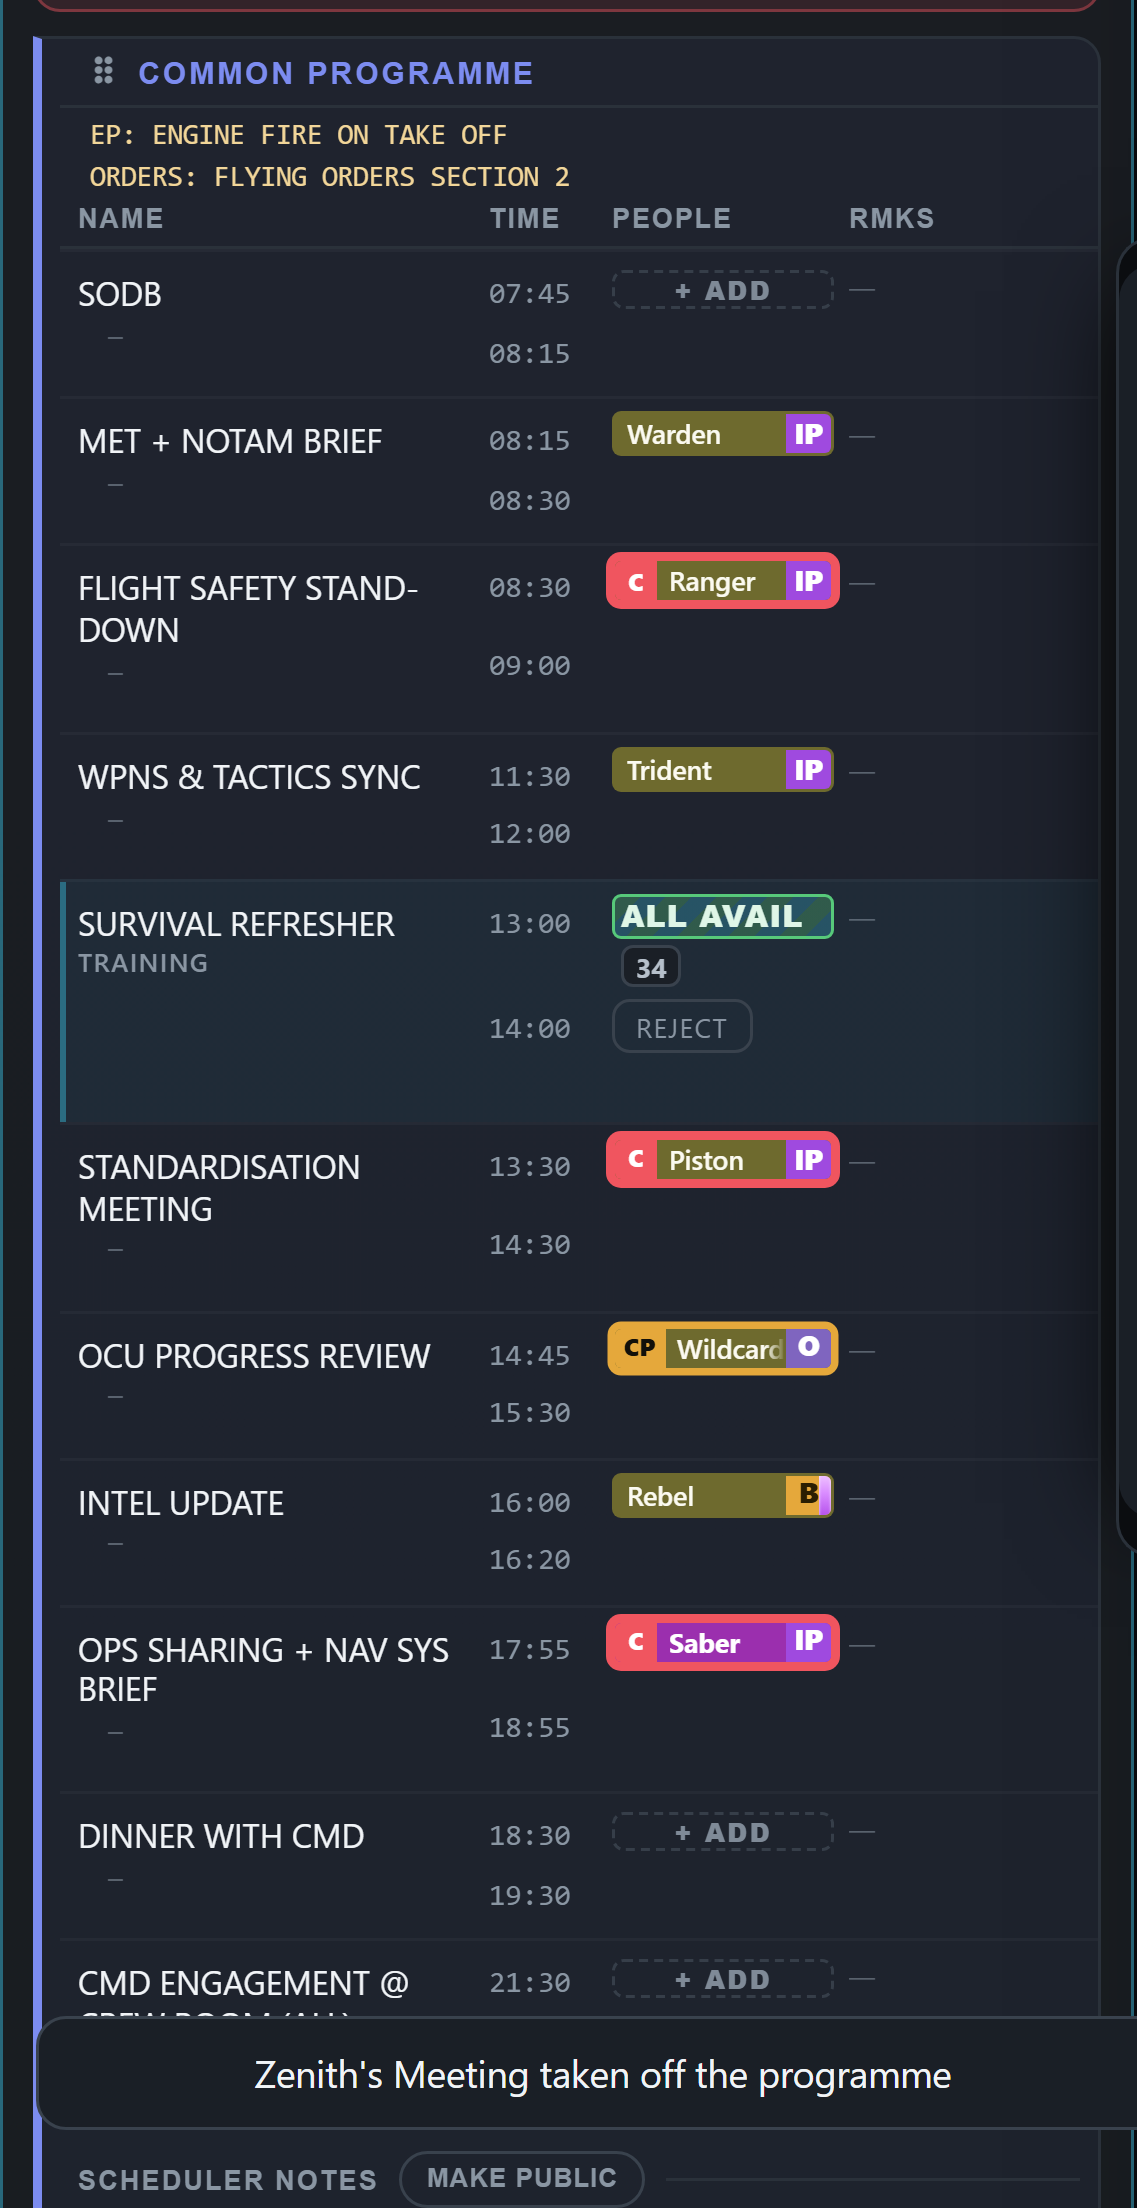 COMMON PROGRAMME
EP: ENGINE FIRE ON TAKE OFF
ORDERS: FLYING ORDERS SECTION 2
NAME TIME PEOPLE RMKS
SODB 07:45 + ADD —
– 08:15
MET + NOTAM BRIEF 08:15 Warden IP —
– 08:30
FLIGHT SAFETY STAND- 08:30 C Ranger IP —
DOWN
– 09:00
WPNS & TACTICS SYNC 11:30 Trident IP —
– 12:00
SURVIVAL REFRESHER 13:00 ALL AVAIL —
TRAINING 34
14:00 REJECT
STANDARDISATION 13:30 C Piston IP —
MEETING
– 14:30
OCU PROGRESS REVIEW 14:45 CP Wildcard O —
– 15:30
INTEL UPDATE 16:00 Rebel B —
– 16:20
OPS SHARING + NAV SYS 17:55 C Saber IP —
BRIEF
– 18:55
DINNER WITH CMD 18:30 + ADD —
– 19:30
CMD ENGAGEMENT @ 21:30 + ADD —
Zenith's Meeting taken off the programme
SCHEDULER NOTES MAKE PUBLIC